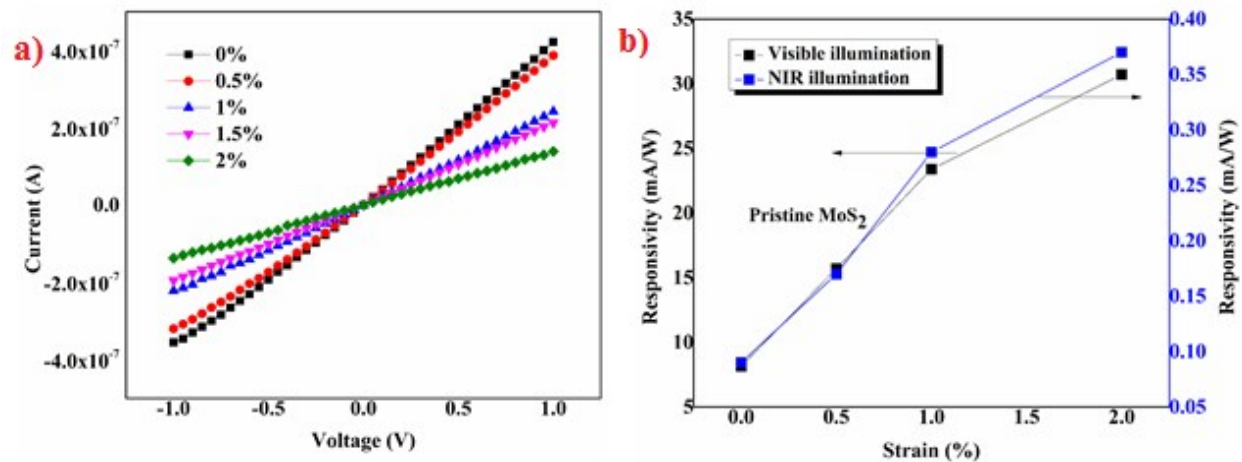 a)
4.0x10⁻⁷
2.0x10⁻⁷
0.0
-2.0x10⁻⁷
-4.0x10⁻⁷
Current (A)
0%
0.5%
1%
1.5%
2%
-1.0 -0.5 0.0 0.5 1.0
Voltage (V)
b)
35
30
25
20
15
10
5
Responsivity (mA/W)
Visible illumination
NIR illumination
Pristine MoS₂
0.40
0.35
0.30
0.25
0.20
0.15
0.10
0.05
Responsivity (mA/W)
0.0 0.5 1.0 1.5 2.0
Strain (%)